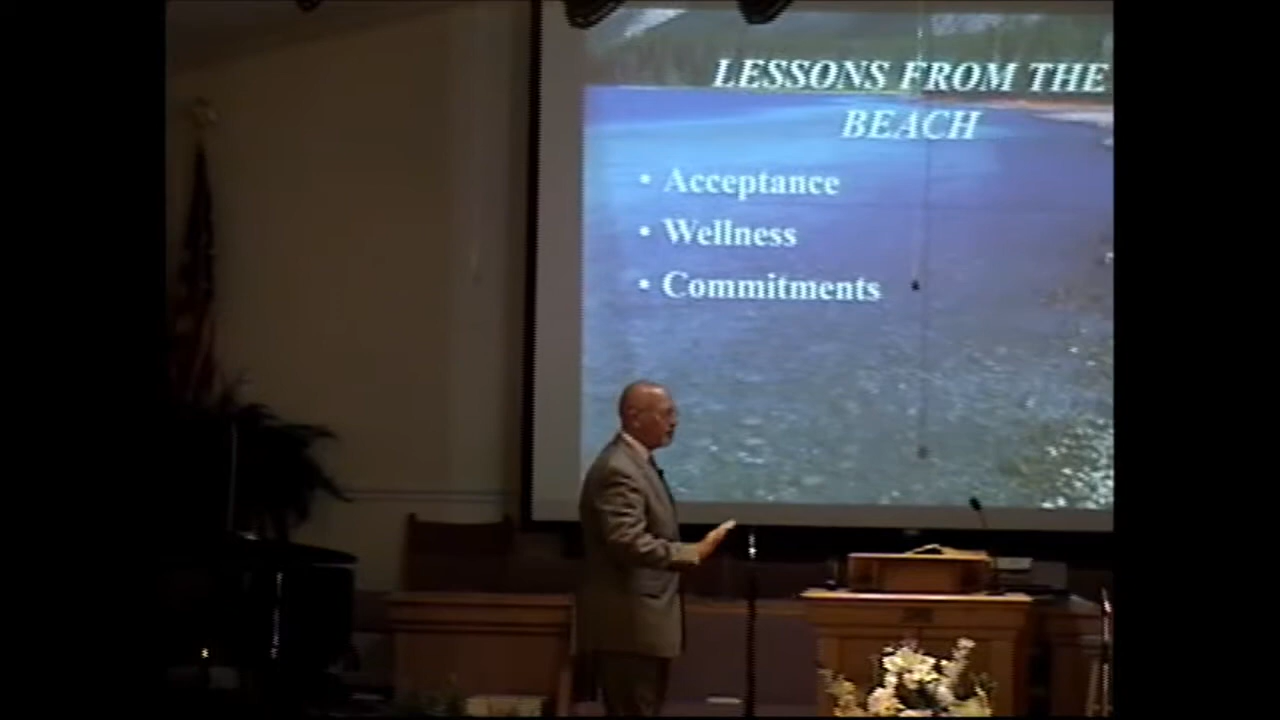 LESSONS FROM THE
BEACH
• Acceptance
• Wellness
• Commitments